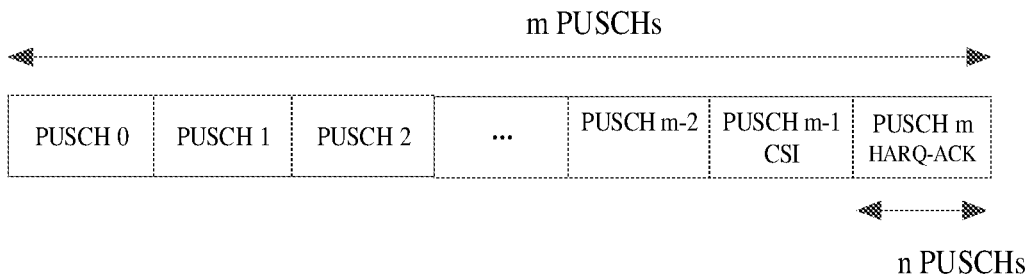 m PUSCHs
PUSCH 0 PUSCH 1 PUSCH 2 ... PUSCH m-2 PUSCH m-1 PUSCH m
CSI HARQ-ACK
n PUSCHs